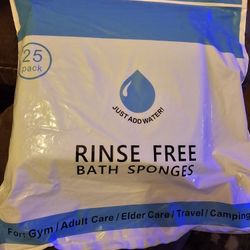 25
pack
JUST ADD WATER!
RINSE FREE
BATH SPONGES
For: Gym / Adult Care / Elder Care / Travel / Camping